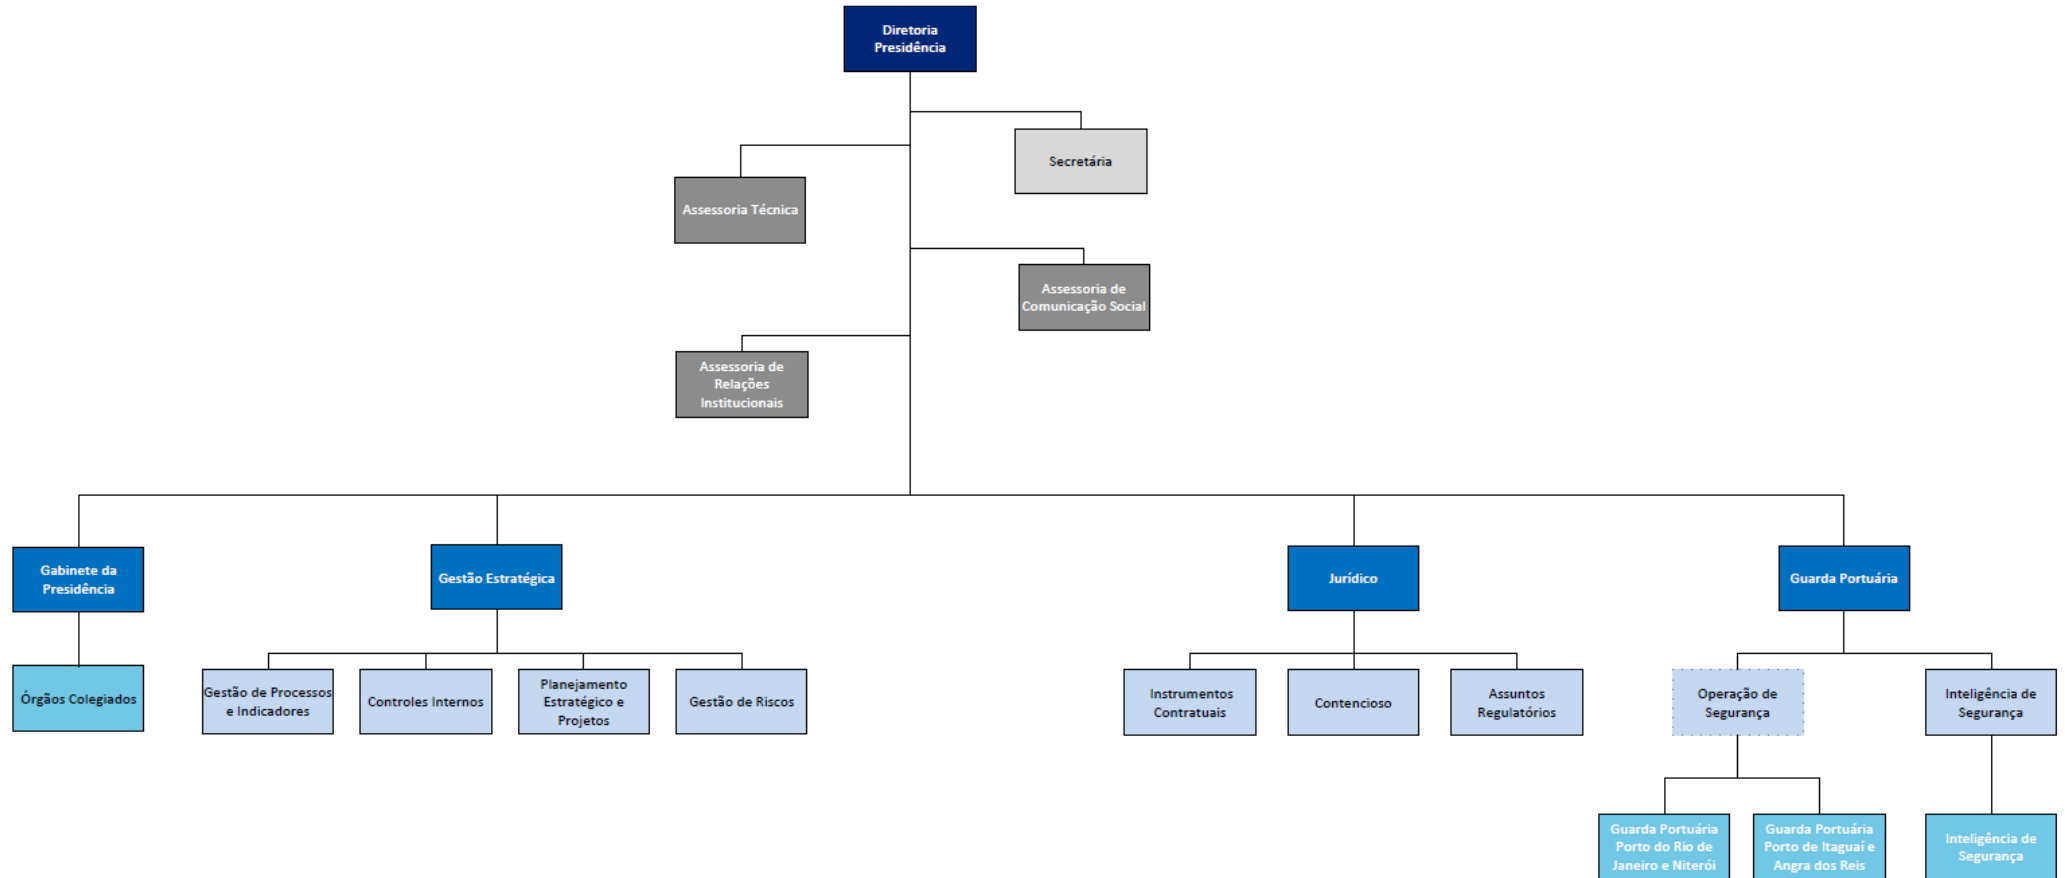 Diretoria
Presidência
Secretária
Assessoria Técnica
Assessoria de
Comunicação Social
Assessoria de
Relações
Institucionais
Gabinete da
Presidência
Gestão Estratégica
Jurídico
Guarda Portuária
Órgãos Colegiados
Gestão de Processos
e Indicadores
Controles Internos
Planejamento
Estratégico e
Projetos
Gestão de Riscos
Instrumentos
Contratuais
Contencioso
Assuntos
Regulatórios
Operação de
Segurança
Inteligência de
Segurança
Guarda Portuária
Porto do Rio de
Janeiro e Niterói
Guarda Portuária
Porto de Itaguaí e
Angra dos Reis
Inteligência de
Segurança